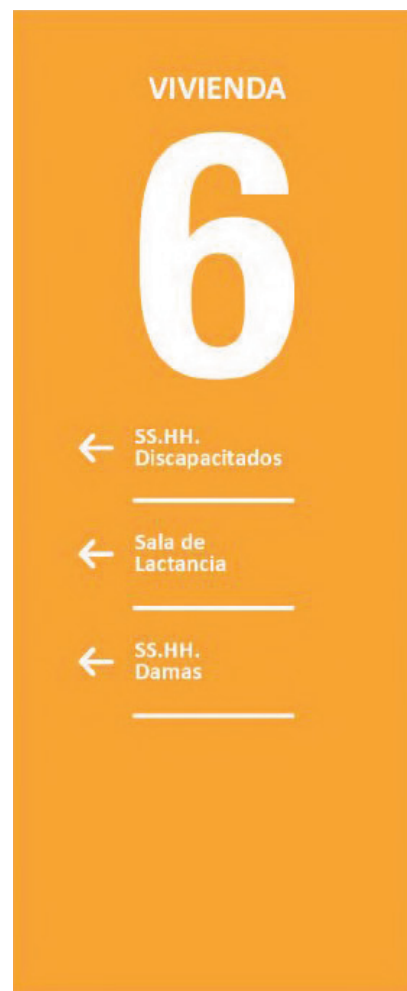 VIVIENDA
6
SS.HH.
Discapacitados
Sala de
Lactancia
SS.HH.
Damas